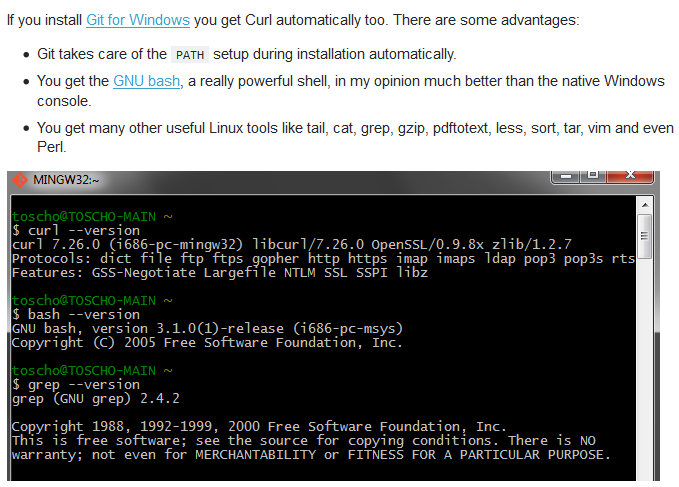 If you install Git for Windows you get Curl automatically too. There are some advantages:
Git takes care of the PATH setup during installation automatically.
You get the GNU bash, a really powerful shell, in my opinion much better than the native Windows
console.
You get many other useful Linux tools like tail, cat, grep, gzip, pdftotext, less, sort, tar, vim and even
Perl.
MINGW32:~
toscho@TOSCHO-MAIN ~
$ curl --version
curl 7.26.0 (i686-pc-mingw32) libcurl/7.26.0 OpenSSL/0.9.8x zlib/1.2.7
Protocols: dict file ftp ftps gopher http https imap imaps ldap pop3 pop3s rts
Features: GSS-Negotiate Largefile NTLM SSL SSPI libz
toscho@TOSCHO-MAIN ~
$ bash --version
GNU bash, version 3.1.0(1)-release (i686-pc-msys)
Copyright (C) 2005 Free Software Foundation, Inc.
toscho@TOSCHO-MAIN ~
$ grep --version
grep (GNU grep) 2.4.2
Copyright 1988, 1992-1999, 2000 Free Software Foundation, Inc.
This is free software; see the source for copying conditions. There is NO
warranty; not even for MERCHANTABILITY or FITNESS FOR A PARTICULAR PURPOSE.